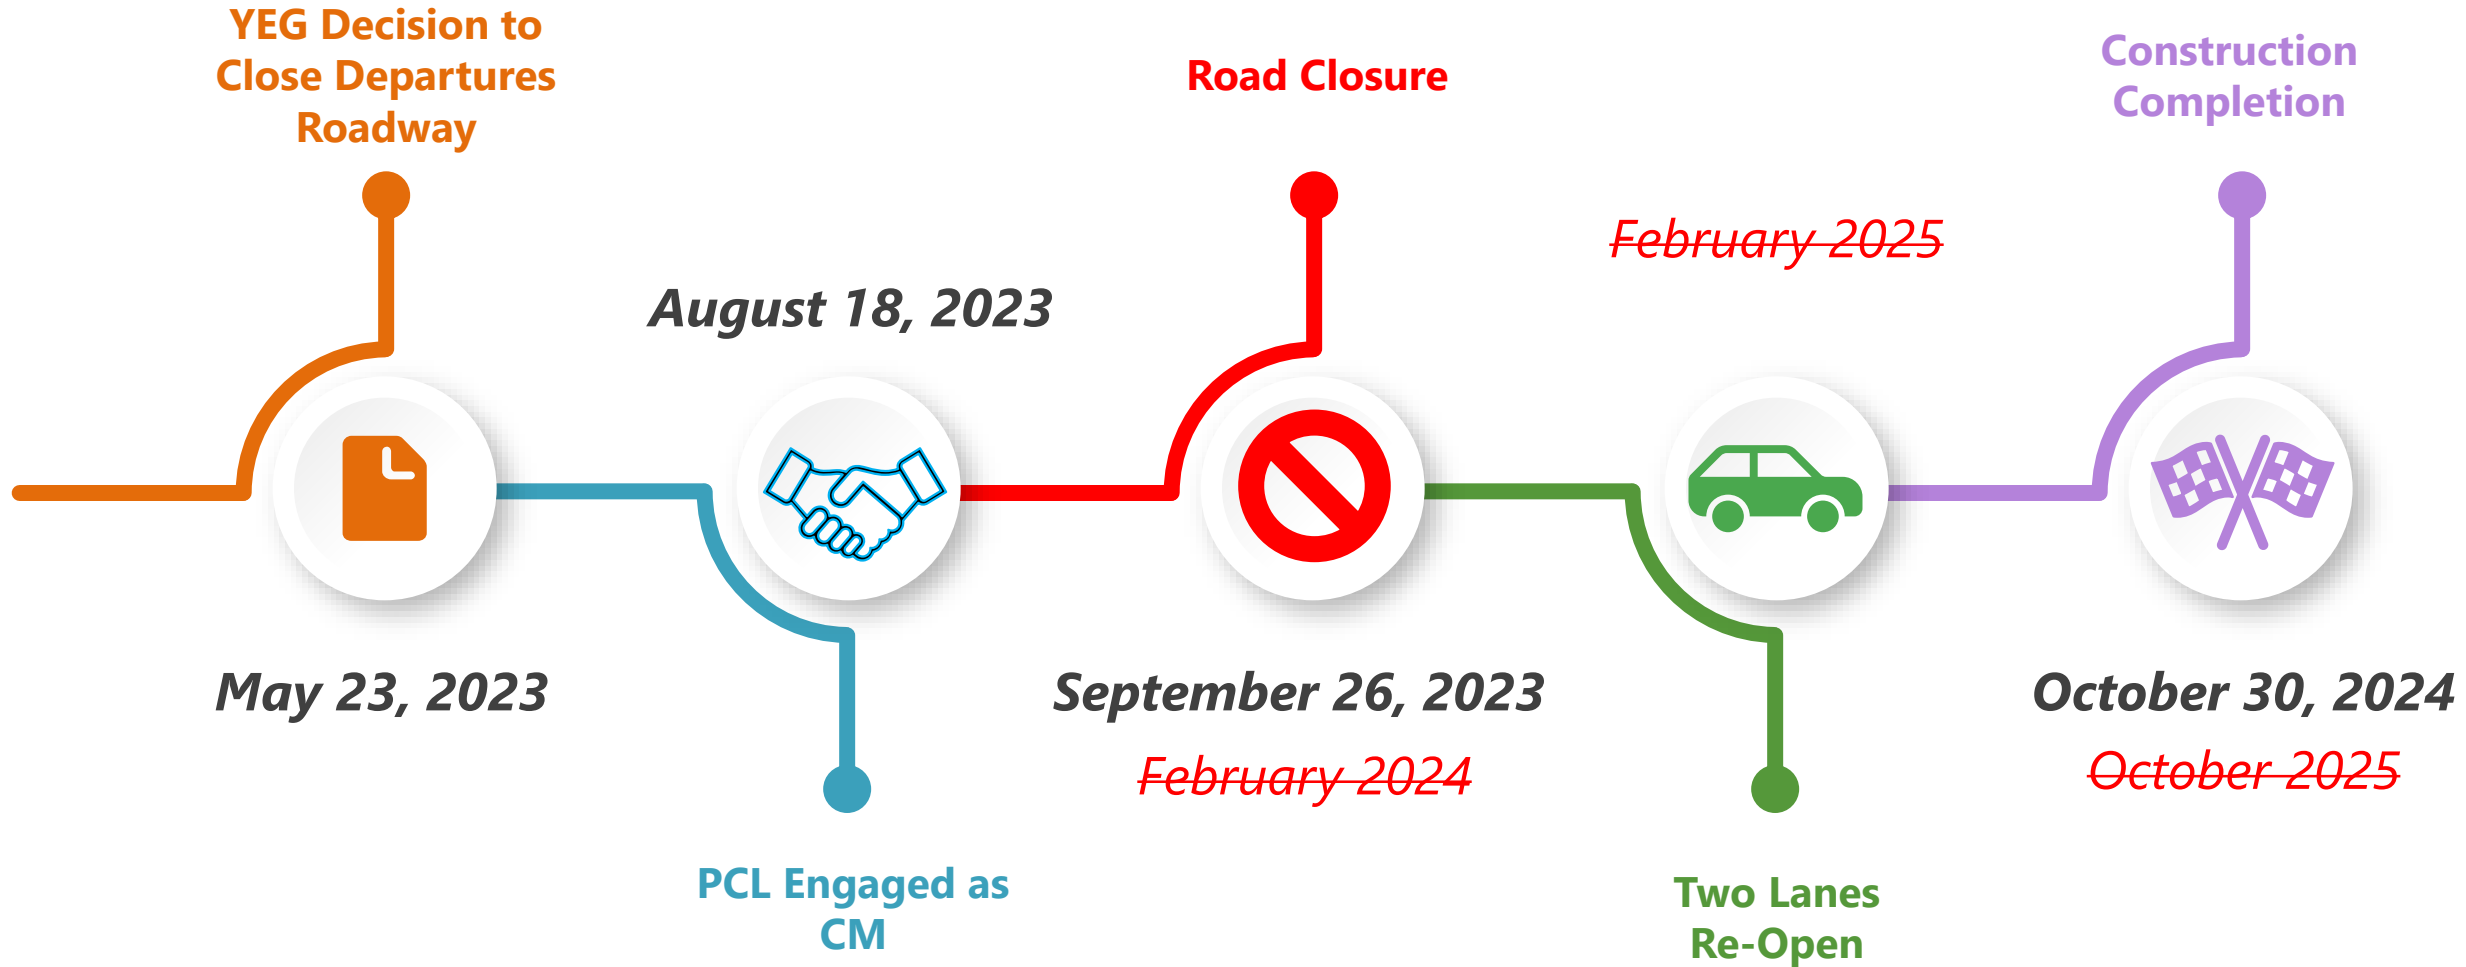 YEG Decision to
Close Departures
Roadway
May 23, 2023
August 18, 2023
PCL Engaged as
CM
Road Closure
September 26, 2023
February 2024
February 2025
Two Lanes
Re-Open
Construction
Completion
October 30, 2024
October 2025